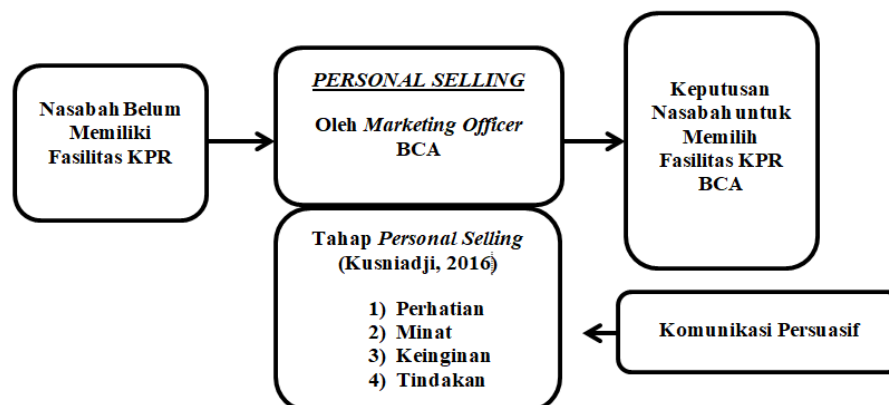 Nasabah Belum
Memiliki
Fasilitas KPR
PERSONAL SELLING
Oleh Marketing Officer
BCA
Keputusan
Nasabah untuk
Memilih
Fasilitas KPR
BCA
Tahap Personal Selling
(Kusniadji, 2016)
1) Perhatian
2) Minat
3) Keinginan
4) Tindakan
Komunikasi Persuasif